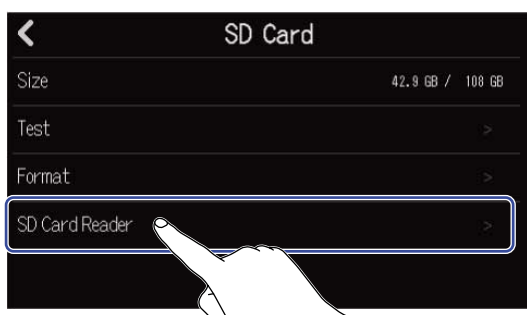 SD Card
Size 42.9 GB / 108 GB
Test >
Format >
SD Card Reader >